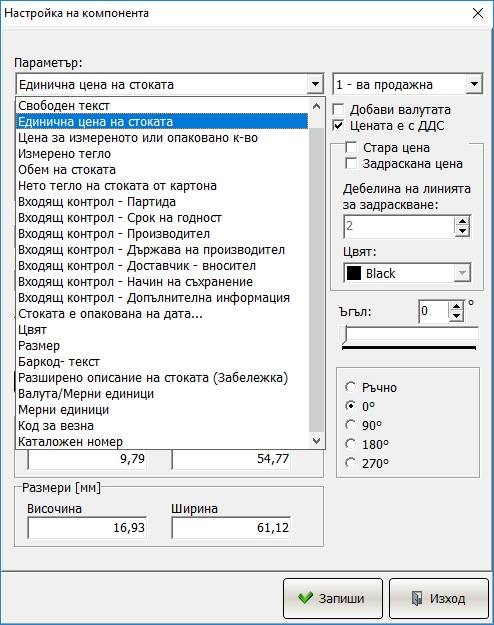 Настройка на компонента
Параметър:
Единична цена на стоката
1 - ва продажна
Свободен текст
Единична цена на стоката
Цена за измереното или опаковано к-во
Измерено тегло
Обем на стоката
Нето тегло на стоката от картона
Входящ контрол - Партида
Входящ контрол - Срок на годност
Входящ контрол - Производител
Входящ контрол - Държава на производител
Входящ контрол - Доставчик - вносител
Входящ контрол - Начин на съхранение
Входящ контрол - Допълнителна информация
Стоката е опакована на дата...
Цвят
Размер
Баркод- текст
Разширено описание на стоката (Забележка)
Валута/Мерни единици
Мерни единици
Код за везна
Каталожен номер
Добави валутата
Цената е с ДДС
Стара цена
Задраскана цена
Дебелина на линията
за задраскване:
2
Цвят:
Black
Ъгъл:
0 °
Ръчно
0º
90º
180º
270º
9,79
54,77
Размери [мм]
Височина
Ширина
16,93
61,12
Запиши
Изход